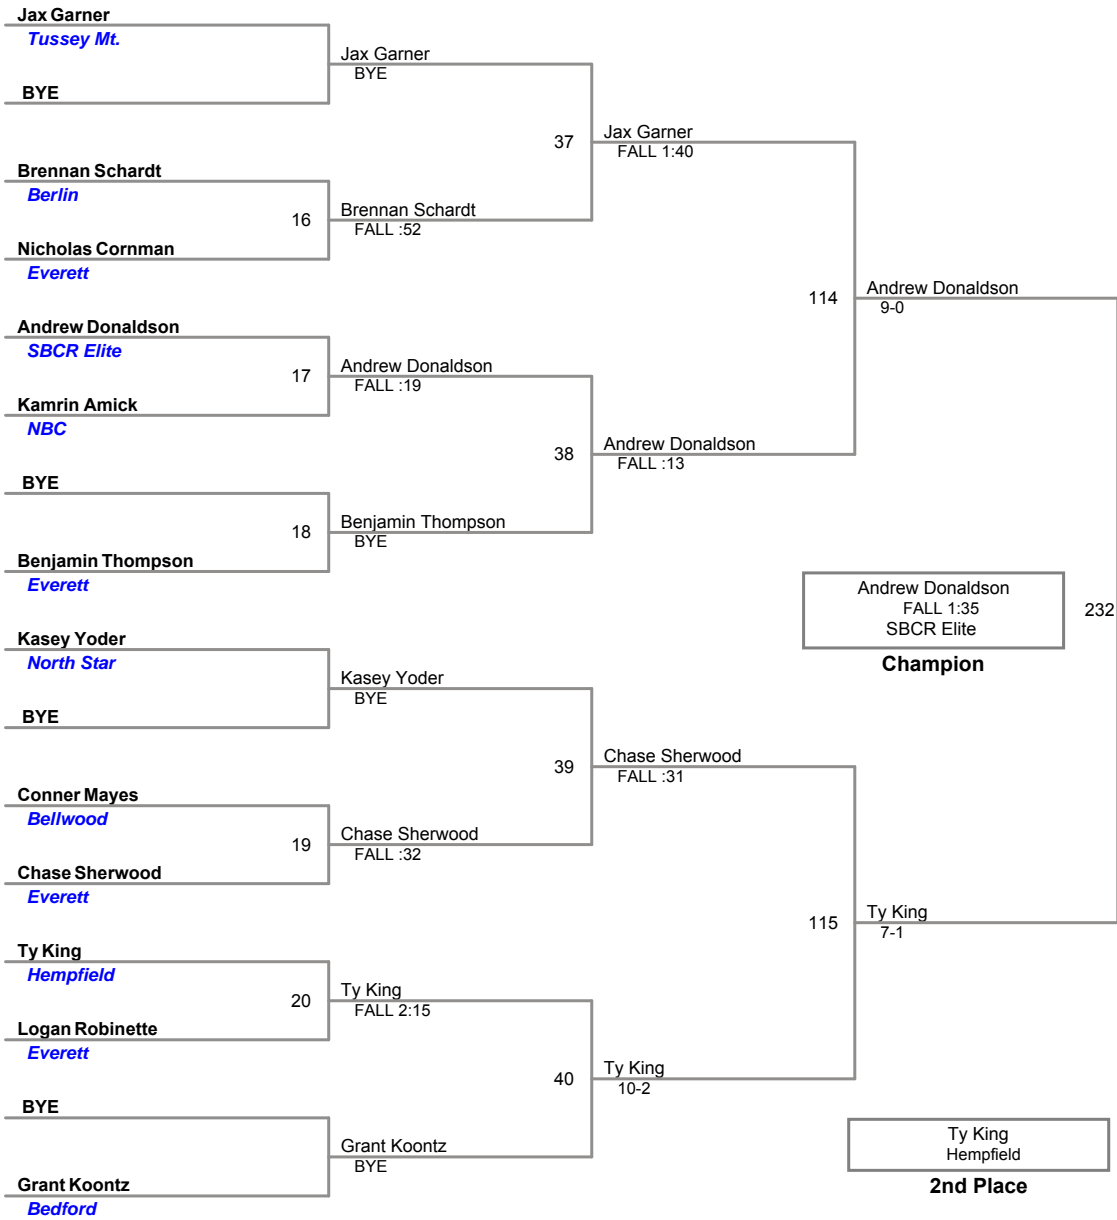 Jax Garner
Tussey Mt.
Jax Garner
BYE
BYE
37
Jax Garner
FALL 1:40
Brennan Schardt
Berlin
16
Brennan Schardt
FALL :52
Nicholas Cornman
Everett
114
Andrew Donaldson
9-0
Andrew Donaldson
SBCR Elite
17
Andrew Donaldson
FALL :19
Kamrin Amick
NBC
38
Andrew Donaldson
FALL :13
BYE
18
Benjamin Thompson
BYE
Benjamin Thompson
Everett
Andrew Donaldson
FALL 1:35
SBCR Elite
232
Champion
Kasey Yoder
North Star
Kasey Yoder
BYE
BYE
39
Chase Sherwood
FALL :31
Conner Mayes
Bellwood
19
Chase Sherwood
FALL :32
Chase Sherwood
Everett
115
Ty King
7-1
Ty King
Hempfield
20
Ty King
FALL 2:15
Logan Robinette
Everett
40
Ty King
10-2
BYE
Grant Koontz
BYE
Grant Koontz
Bedford
Ty King
Hempfield
2nd Place